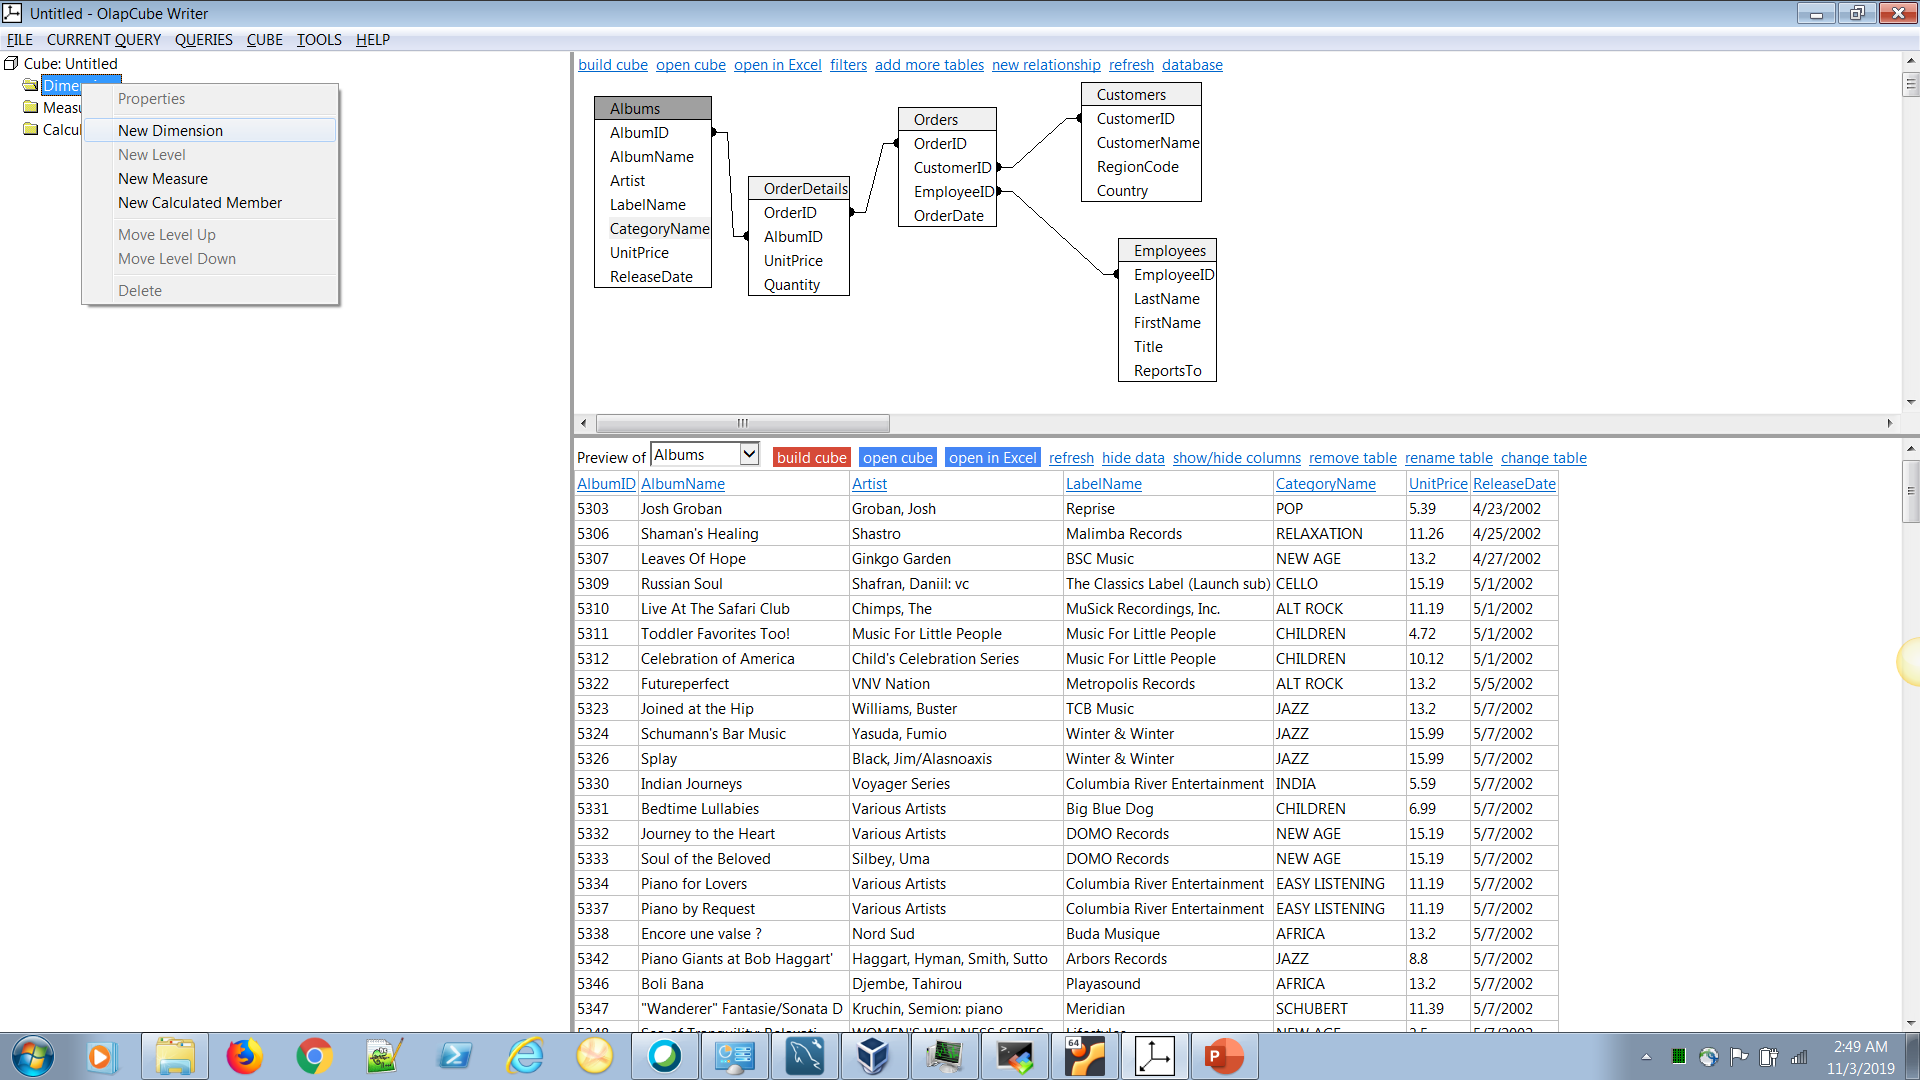 Untitled - OlapCube Writer
FILE CURRENT QUERY QUERIES CUBE TOOLS HELP
Cube: Untitled
Properties
New Dimension
New Level
New Measure
New Calculated Member
Move Level Up
Move Level Down
Delete
build cube open cube open in Excel filters add more tables new relationship refresh database
Albums
AlbumID
AlbumName
Artist
LabelName
CategoryName
UnitPrice
ReleaseDate
OrderDetails
OrderID
AlbumID
UnitPrice
Quantity
Orders
OrderID
CustomerID
EmployeeID
OrderDate
Customers
CustomerID
CustomerName
RegionCode
Country
Employees
EmployeeID
LastName
FirstName
Title
ReportsTo
Preview of Albums build cube open cube open in Excel refresh hide data show/hide columns remove table rename table change table
AlbumID AlbumName Artist LabelName CategoryName UnitPrice ReleaseDate
5303 Josh Groban Groban, Josh Reprise POP 5.39 4/23/2002
5306 Shaman's Healing Shastro Malimba Records RELAXATION 11.26 4/25/2002
5307 Leaves Of Hope Ginkgo Garden BSC Music NEW AGE 13.2 4/27/2002
5309 Russian Soul Shafran, Daniil: vc The Classics Label (Launch sub) CELLO 15.19 5/1/2002
5310 Live At The Safari Club Chimps, The MuSick Recordings, Inc. ALT ROCK 11.19 5/1/2002
5311 Toddler Favorites Too! Music For Little People Music For Little People CHILDREN 4.72 5/1/2002
5312 Celebration of America Child's Celebration Series Music For Little People CHILDREN 10.12 5/1/2002
5322 Futureperfect VNV Nation Metropolis Records ALT ROCK 13.2 5/5/2002
5323 Joined at the Hip Williams, Buster TCB Music JAZZ 13.2 5/7/2002
5324 Schumann's Bar Music Yasuda, Fumio Winter & Winter JAZZ 15.99 5/7/2002
5326 Splay Black, Jim/Alasnoaxis Winter & Winter JAZZ 15.99 5/7/2002
5330 Indian Journeys Voyager Series Columbia River Entertainment INDIA 5.59 5/7/2002
5331 Bedtime Lullabies Various Artists Big Blue Dog CHILDREN 6.99 5/7/2002
5332 Journey to the Heart Various Artists DOMO Records NEW AGE 15.19 5/7/2002
5333 Soul of the Beloved Silbey, Uma DOMO Records NEW AGE 15.19 5/7/2002
5334 Piano for Lovers Various Artists Columbia River Entertainment EASY LISTENING 11.19 5/7/2002
5337 Piano by Request Various Artists Columbia River Entertainment EASY LISTENING 11.19 5/7/2002
5338 Encore une valse ? Nord Sud Buda Musique AFRICA 13.2 5/7/2002
5342 Piano Giants at Bob Haggart' Haggart, Hyman, Smith, Sutto Arbors Records JAZZ 8.8 5/7/2002
5346 Boli Bana Djembe, Tahirou Playasound AFRICA 13.2 5/7/2002
5347 "Wanderer" Fantasie/Sonata D Kruchin, Semion: piano Meridian SCHUBERT 11.39 5/7/2002
64
2:49 AM
11/3/2019